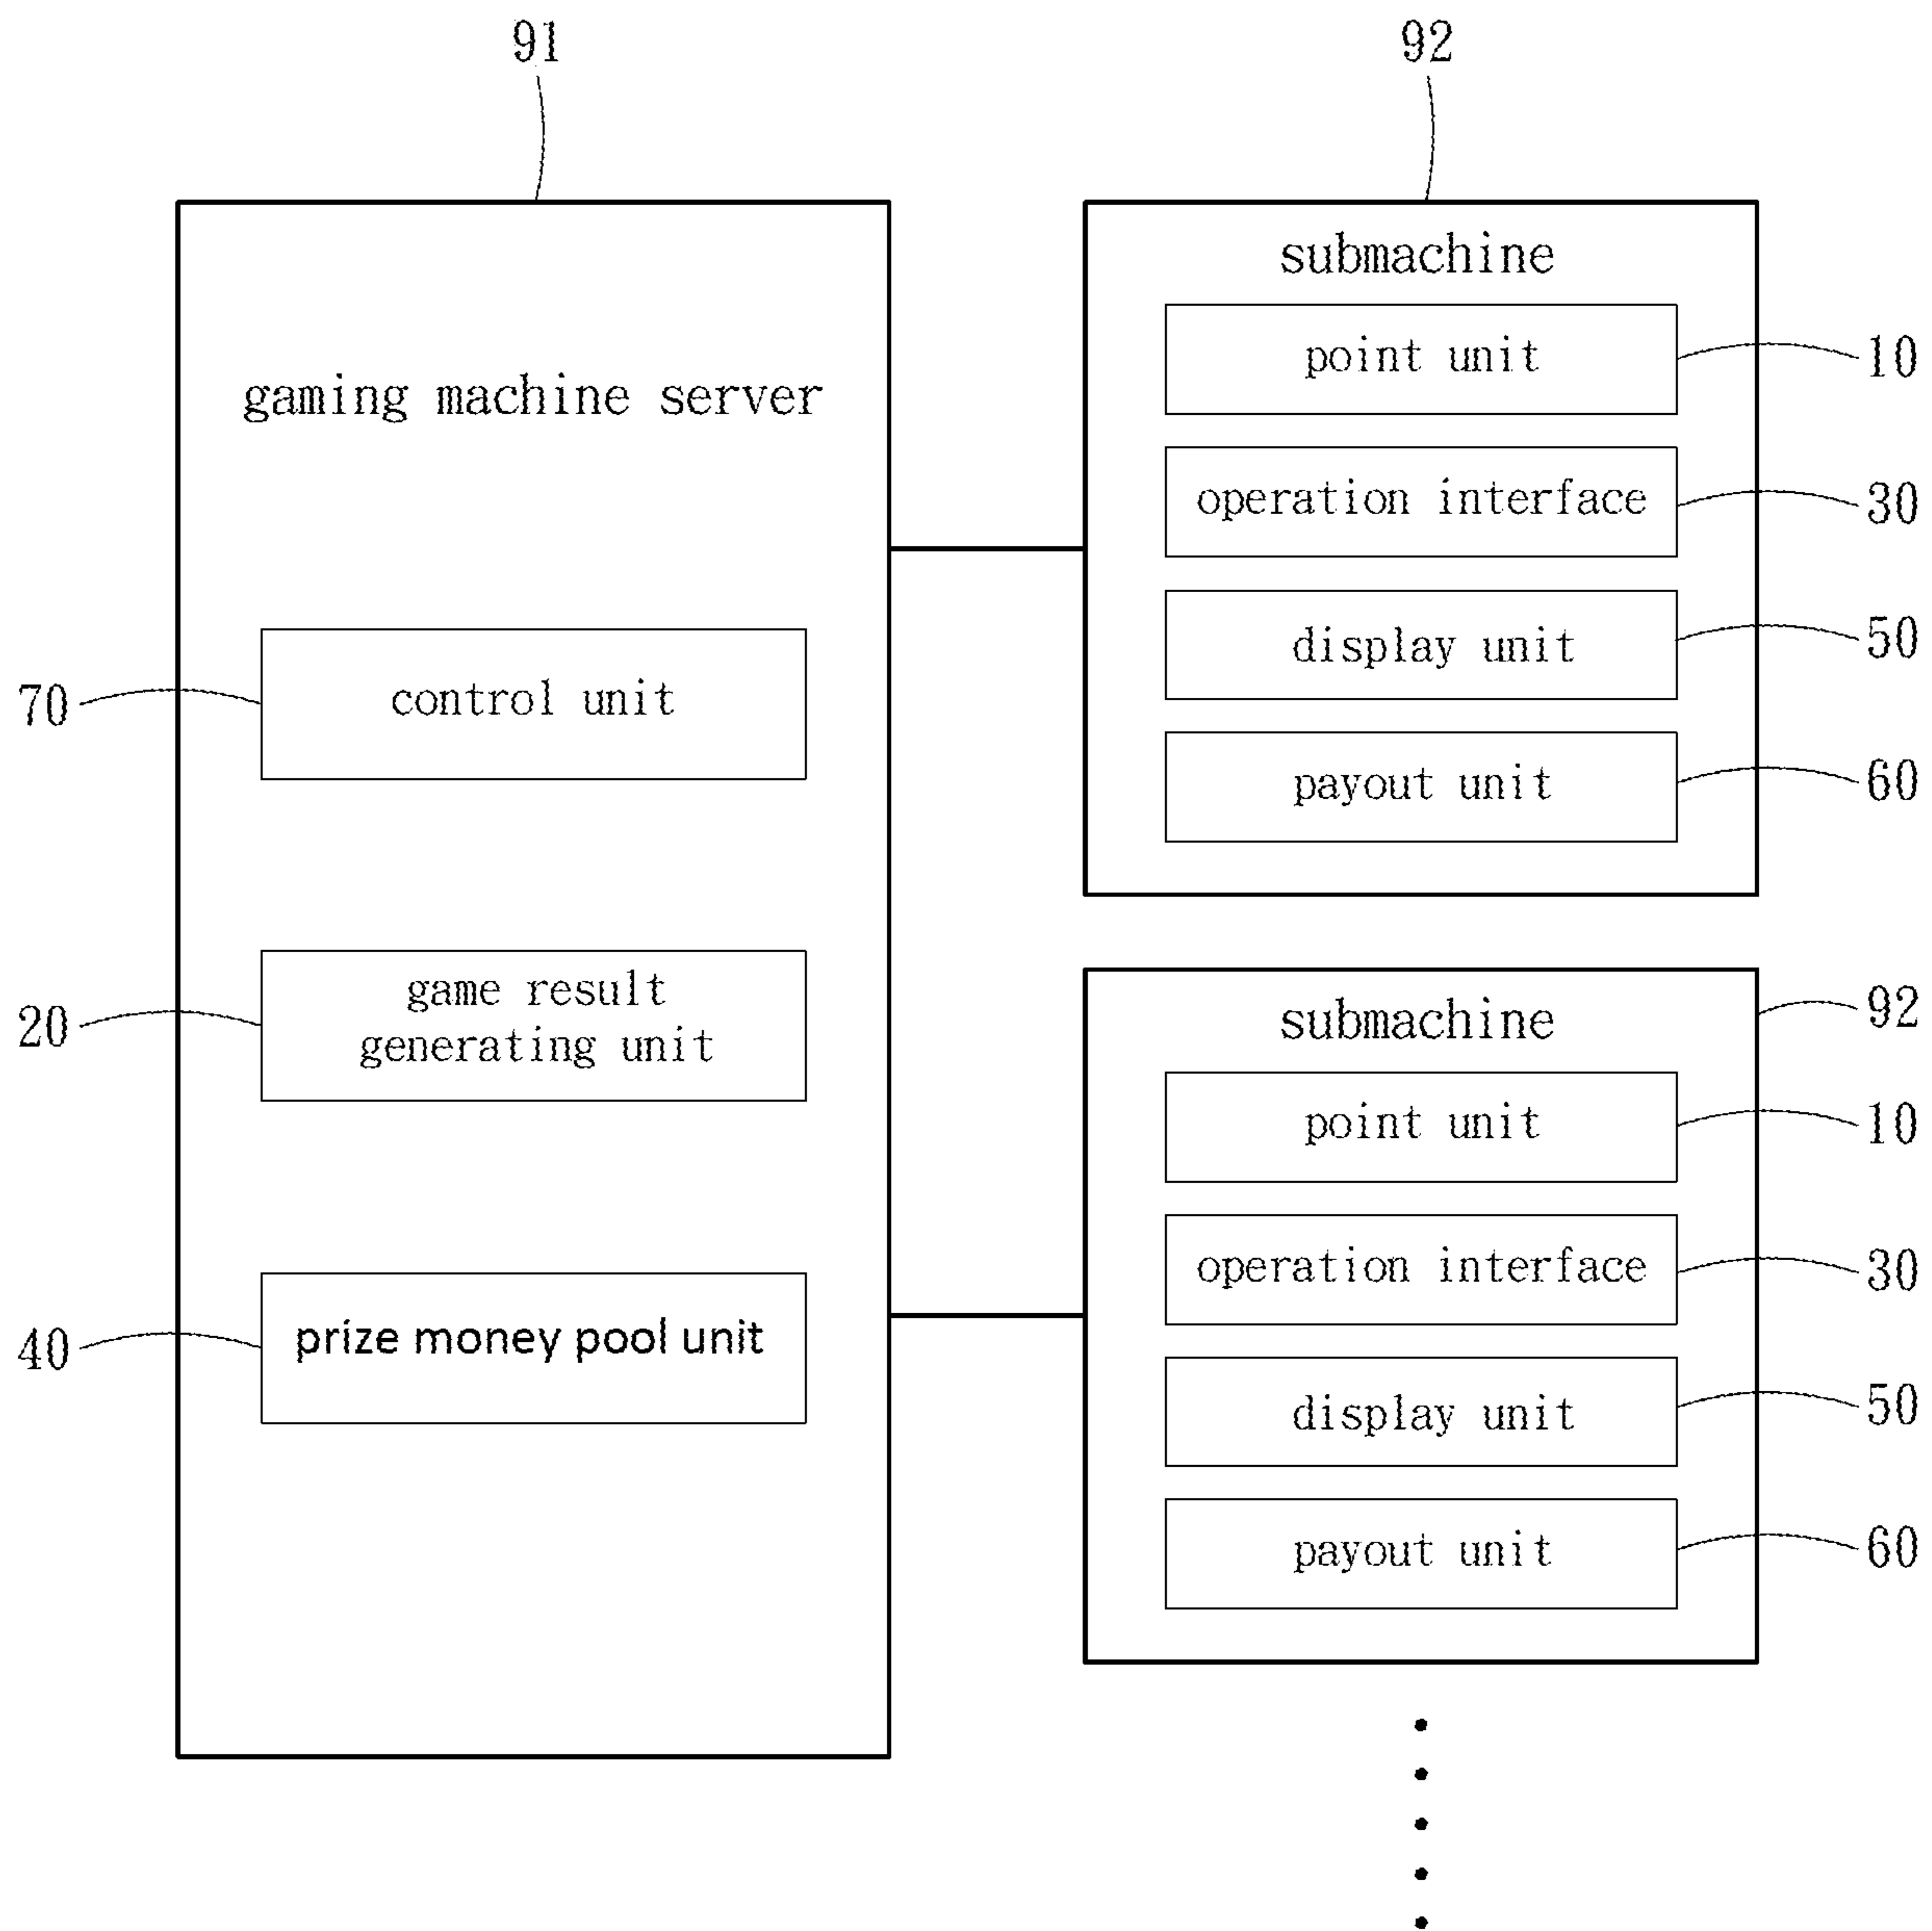 91
gaming machine server
70
control unit
20
game result
generating unit
40
prize money pool unit
92
submachine
point unit
10
operation interface
30
display unit
50
payout unit
60
submachine
92
point unit
10
operation interface
30
display unit
50
payout unit
60